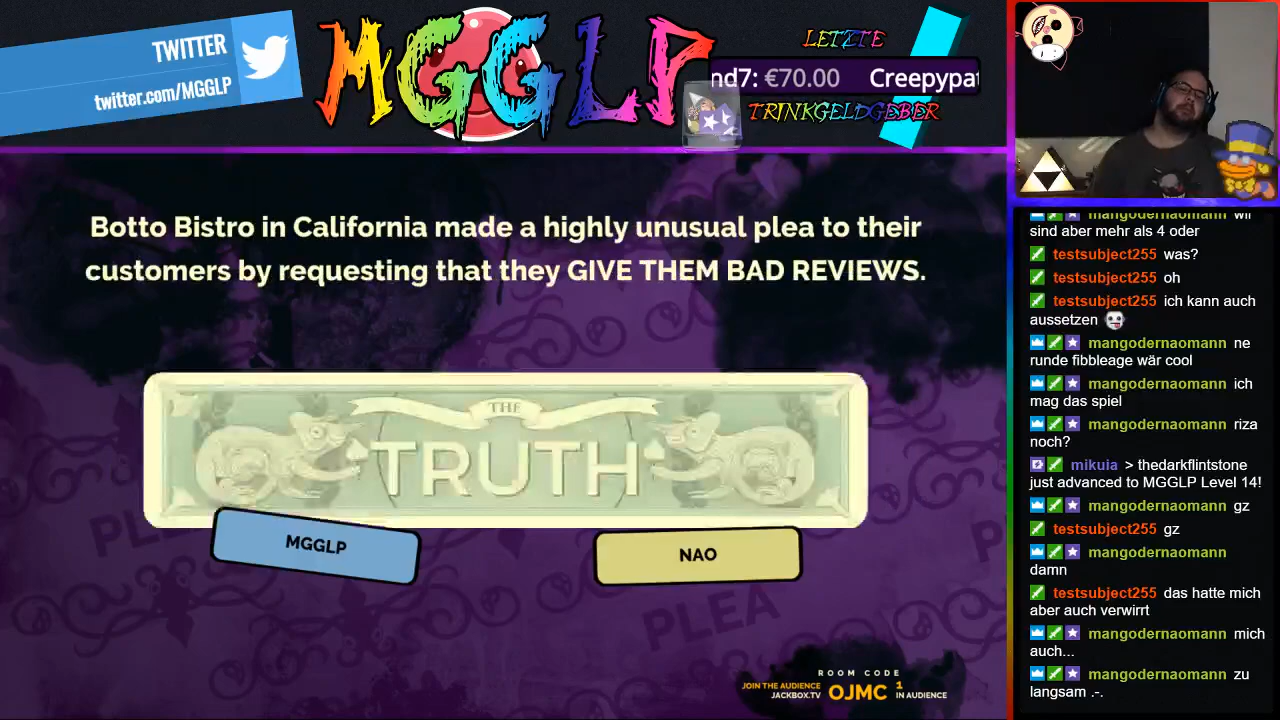 TWITTER
twitter.com/MGGLP
MGGLP
LETZTE
nd7: €70.00 Creepypa
TRINKGELDGEBER
Botto Bistro in California made a highly unusual plea to their
customers by requesting that they GIVE THEM BAD REVIEWS.
THE
TRUTH
MGGLP
NAO
PLEA
ROOM CODE
JOIN THE AUDIENCE
JACKBOX.TV
OJMC
1
IN AUDIENCE
mangodernaomann wir
sind aber mehr als 4 oder
testsubject255 was?
testsubject255 oh
testsubject255 ich kann auch
aussetzen
mangodernaomann ne
runde fibbleage wär cool
mangodernaomann ich
mag das spiel
mangodernaomann riza
noch?
mikuia > thedarkflintstone
just advanced to MGGLP Level 14!
mangodernaomann gz
testsubject255 gz
mangodernaomann
damn
testsubject255 das hatte mich
aber auch verwirrt
mangodernaomann mich
auch...
mangodernaomann zu
langsam .-.